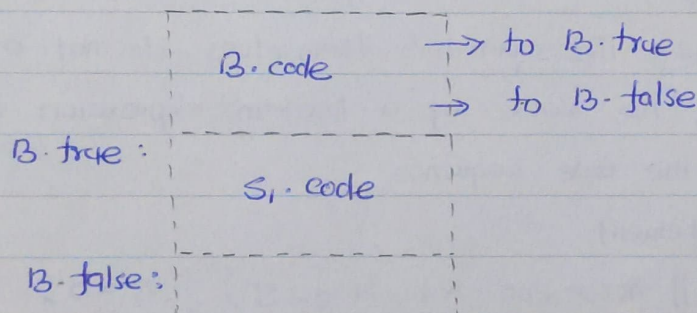 B.code → to B.true
→ to B-false
B.true :
S₁.code
B-false :